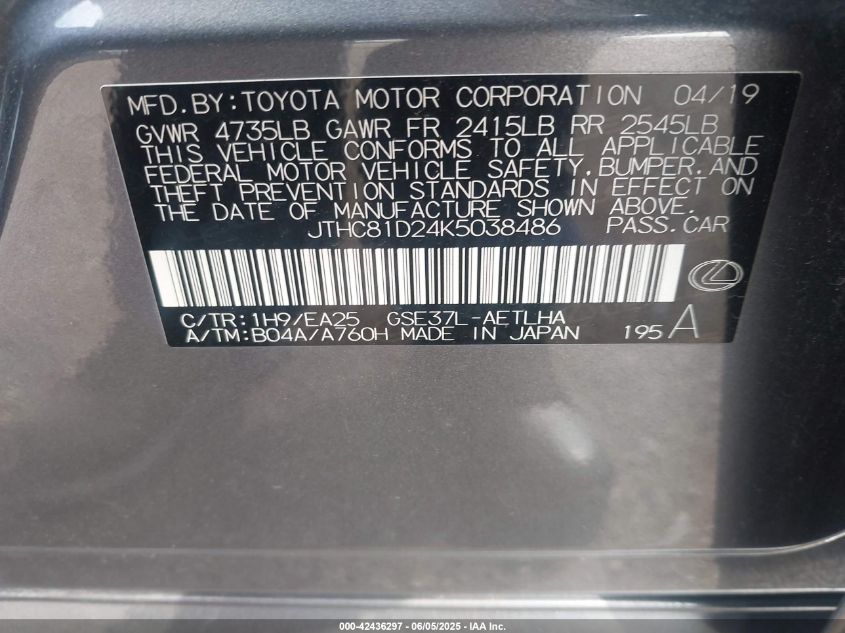 MFD.BY:TOYOTA MOTOR CORPORATION 04/19
GVWR 4735LB GAWR FR 2415LB RR 2545LB
THIS VEHICLE CONFORMS TO ALL APPLICABLE
FEDERAL MOTOR VEHICLE SAFETY,BUMPER,AND
THEFT PREVENTION STANDARDS IN EFFECT ON
THE DATE OF MANUFACTURE SHOWN ABOVE.
JTHC81D24K5038486 PASS.CAR
C/TR:1H9/EA25 GSE37L-AETLHA
A/TM:B04A/A760H MADE IN JAPAN 195 A
000-42436297 - 06/05/2025 - IAA Inc.